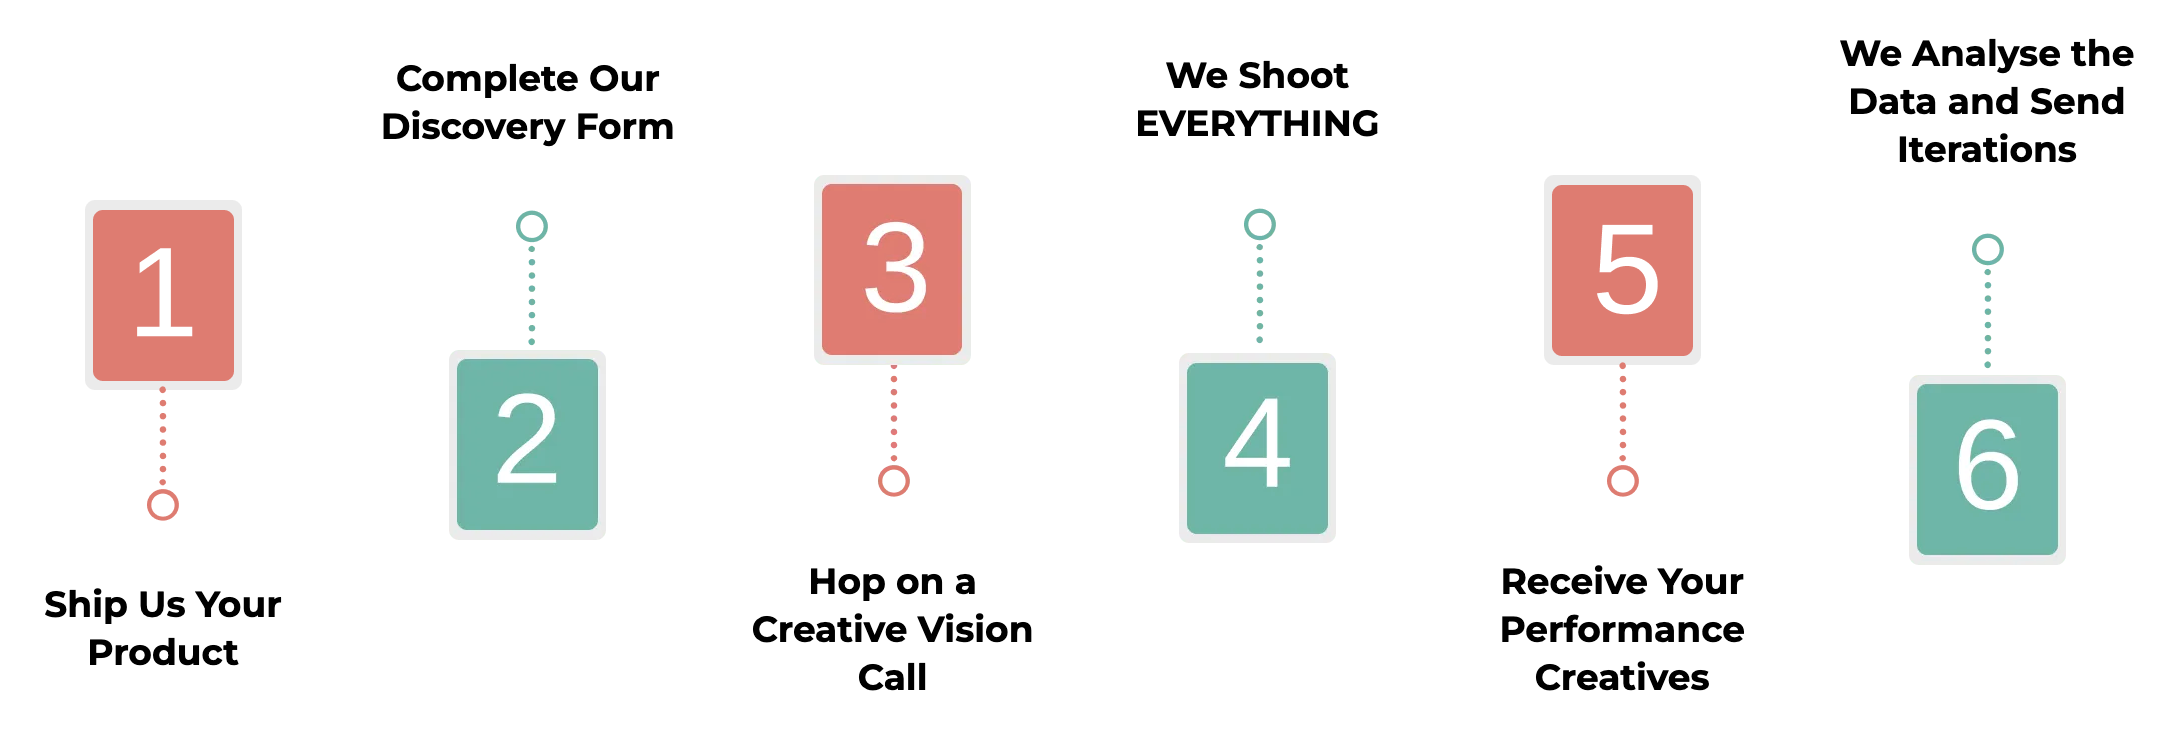 1
Ship Us Your
Product
Complete Our
Discovery Form
2
3
Hop on a
Creative Vision
Call
We Shoot
EVERYTHING
4
5
Receive Your
Performance
Creatives
We Analyse the
Data and Send
Iterations
6